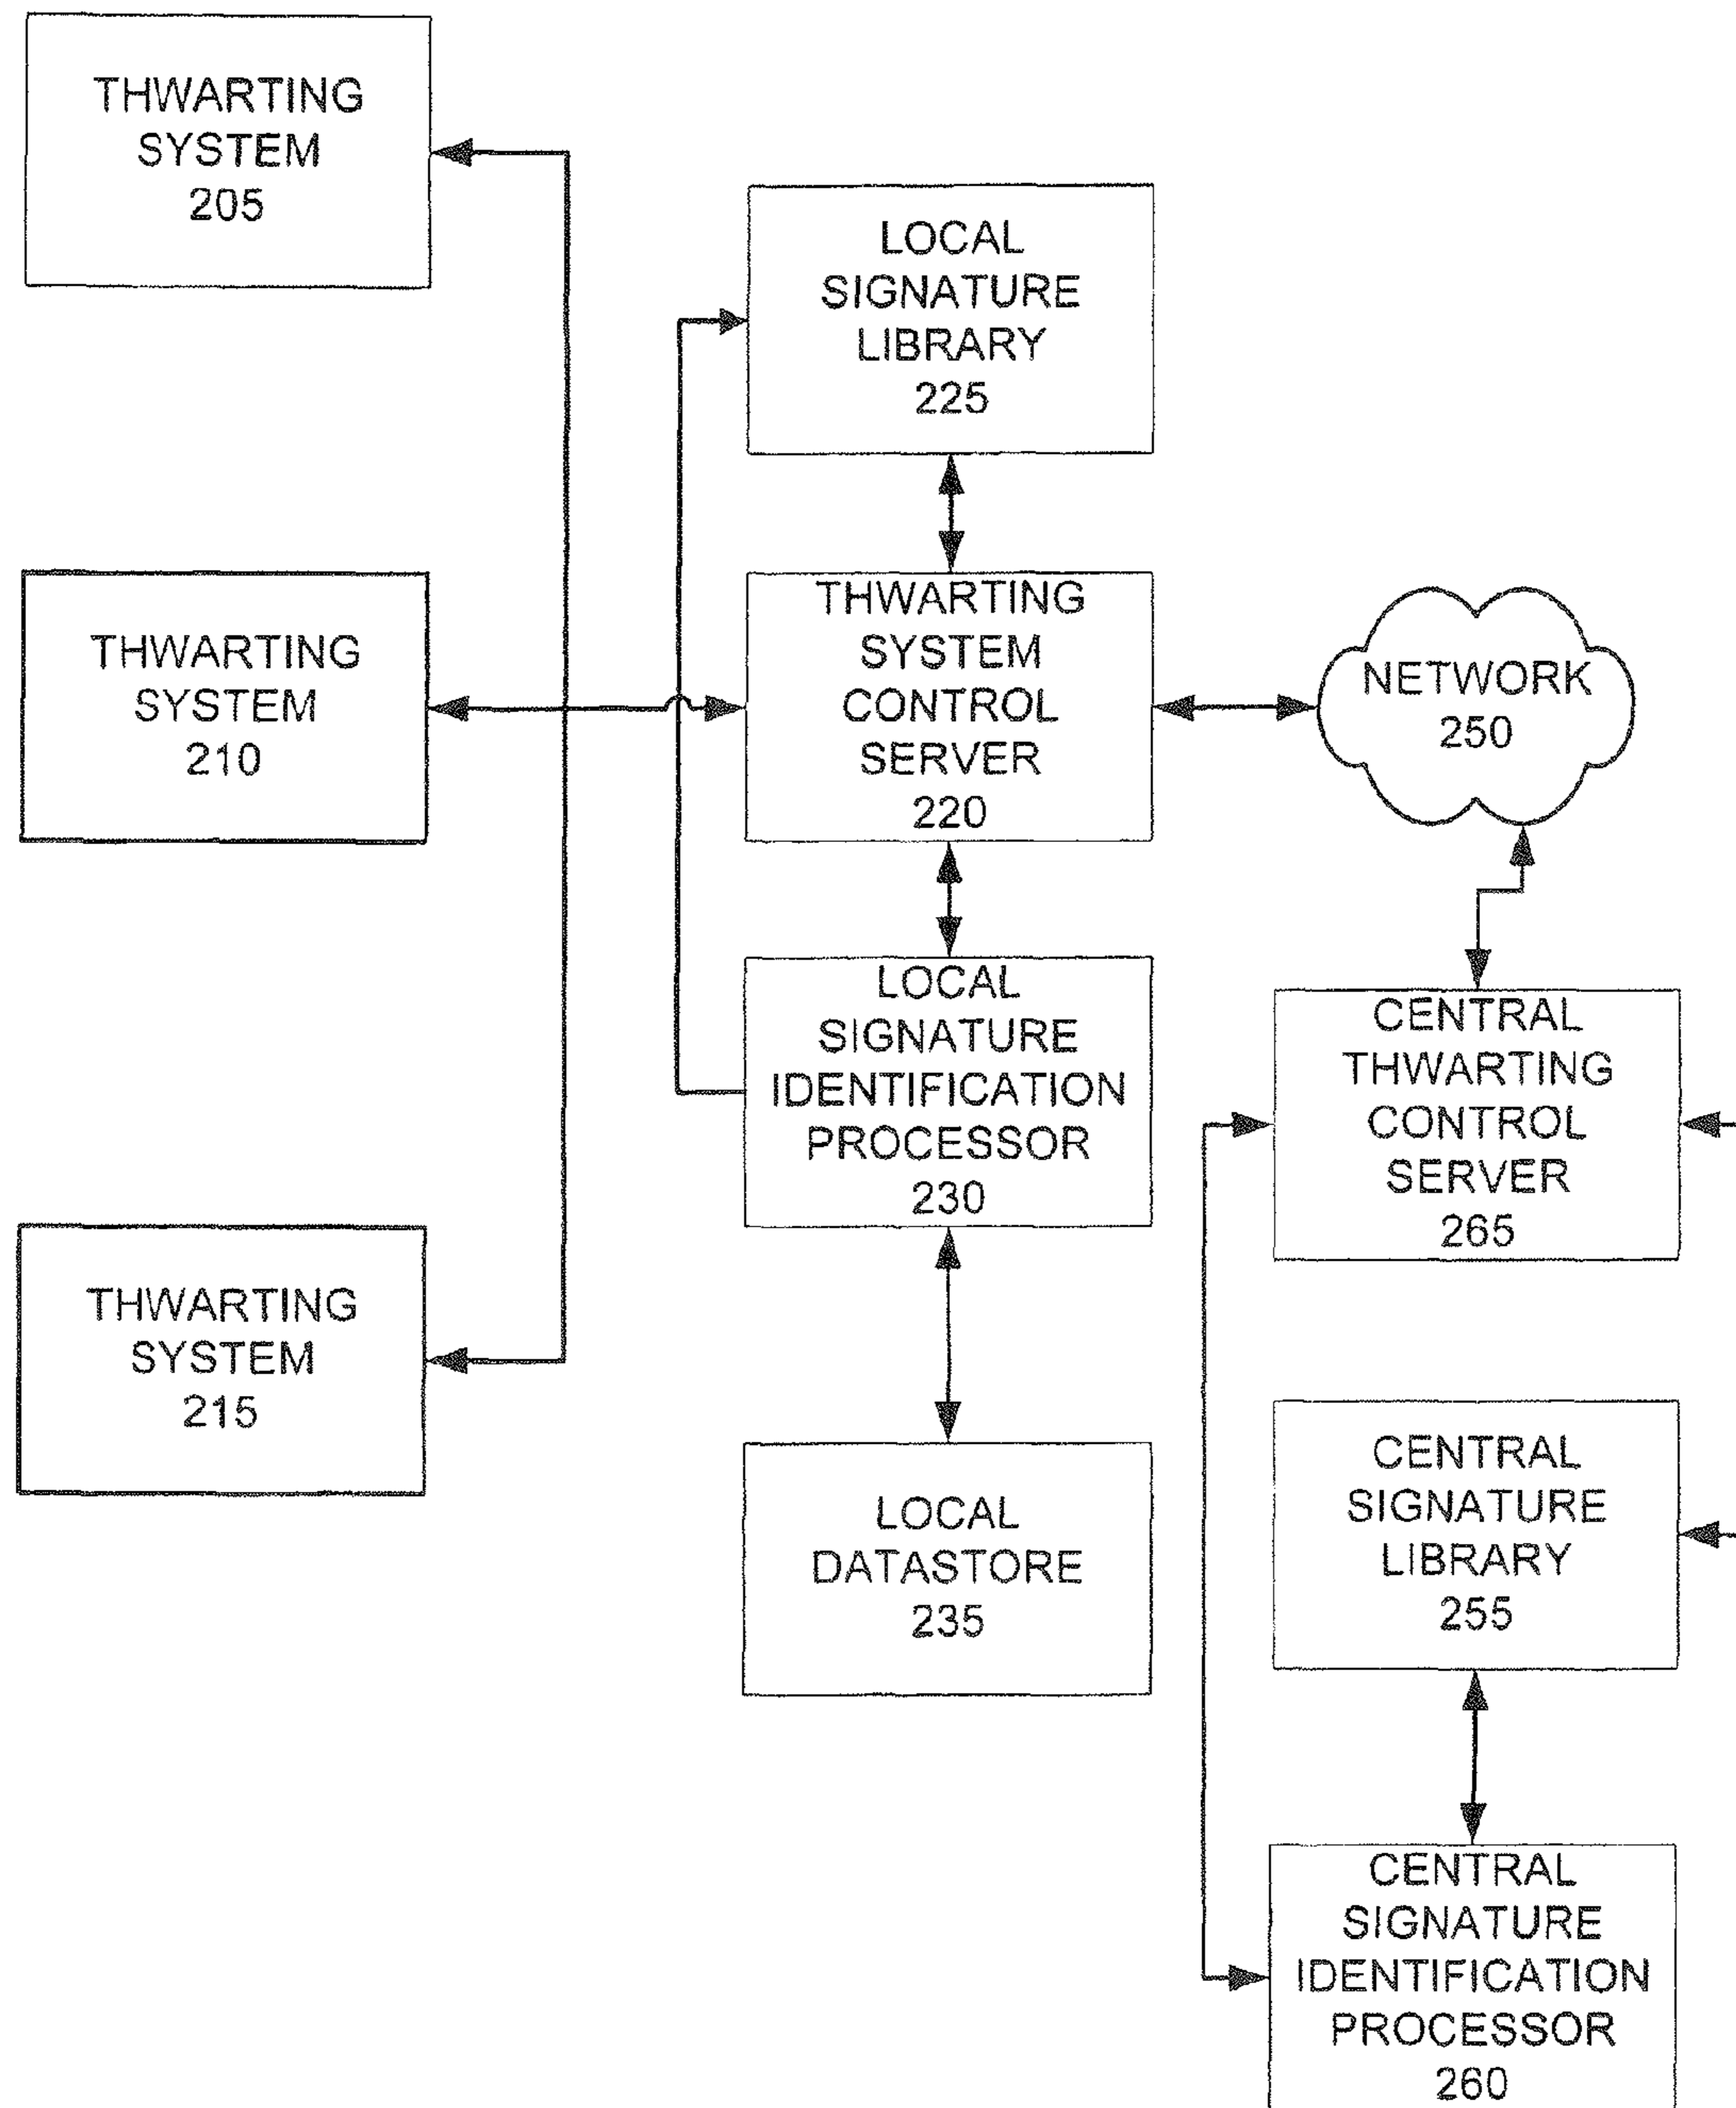 THWARTING
SYSTEM
205
LOCAL
SIGNATURE
LIBRARY
225
THWARTING
SYSTEM
210
THWARTING
SYSTEM
CONTROL
SERVER
220
NETWORK
250
LOCAL
SIGNATURE
IDENTIFICATION
PROCESSOR
230
CENTRAL
THWARTING
CONTROL
SERVER
265
THWARTING
SYSTEM
215
LOCAL
DATASTORE
235
CENTRAL
SIGNATURE
LIBRARY
255
CENTRAL
SIGNATURE
IDENTIFICATION
PROCESSOR
260